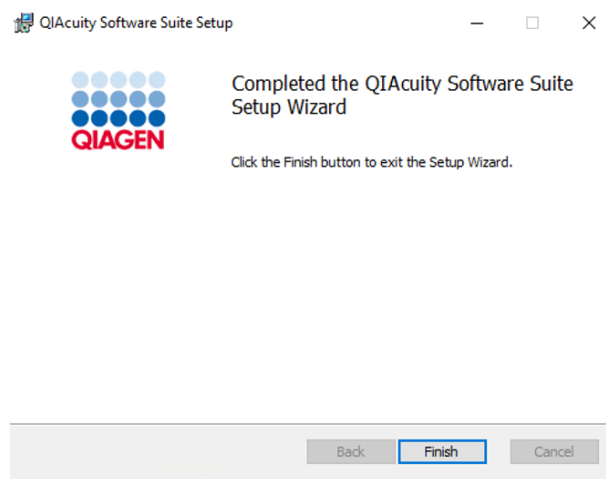 QIAcuity Software Suite Setup
QIAGEN
Completed the QIAcuity Software Suite
Setup Wizard
Click the Finish button to exit the Setup Wizard.
Back
Finish
Cancel